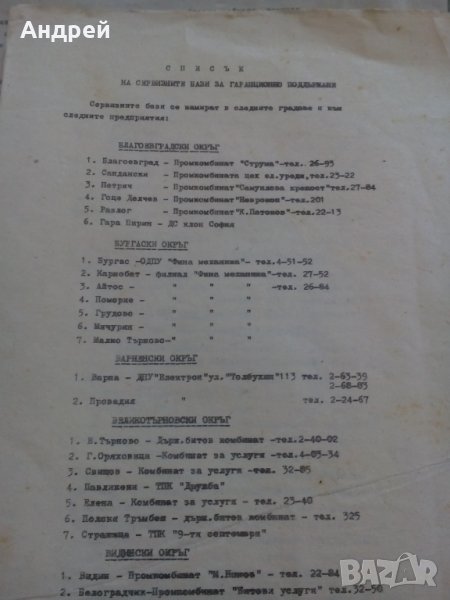 Андрей
С П И С Ъ К
НА СЕРВИЗНИТЕ БАЗИ ЗА ГАРАНЦИОННО ПОДДЪРЖАНЕ
Сервизните бази се намират в следните градове и към
следните предприятия:
БЛАГОЕВГРАДСКИ ОКРЪГ
1. Благоевград - Промкомбинат "Струма"-тел. 26-93
2. Сандански - Промкомбината цех ел.уреди,тел.23-22
3. Петрич - Промкомбинат "Самуилова крепост"тел.27-84
4. Гоце Делчев - Промкомбинат "Неврокоп" тел.201
5. Разлог - Промкомбинат "К.Патонов"-тел.22-13
6. Гара Пирин - ДС клон София
БУРГАСКИ ОКРЪГ
1. Бургас -ОДПУ "Фина механика" - тел.4-51-52
2. Карнобат - филиал "Фина механика" -тел. 27-52
3. Айтос - " " " -тел. 26-84
4. Поморие - " " "
5. Грудово - " " "
6. Мичурин - " " "
7. Малко Търново-" " "
ВАРНЕНСКИ ОКРЪГ
1. Варна - ДПУ"Електрон"ул."Толбухин"113 тел. 2-63-39
2-68-83
2. Провадия " тел. 2-24-67
ВЕЛИКОТЪРНОВСКИ ОКРЪГ
1. В.Търново - Държ.битов комбинат -тел.2-40-02
2. Г.Оряховица -Комбинат за услуги - тел.4-03-34
3. Свищов - Комбинат за услуги -тел. 32-85
4. Павликени - ТПК "Дружба"
5. Елена - Комбинат за услуги - тел. 23-40
6. Полски Тръмбеш - държ.битов комбинат - тел. 325
7. Стражица - ТПК "9-ти септември"
ВИДИНСКИ ОКРЪГ
1. Видин - Промкомбинат "М. тел. 22-84
2. Белоградчик-Промкомбинат "Битови услуги" тел.32-56
BAZAR.bg